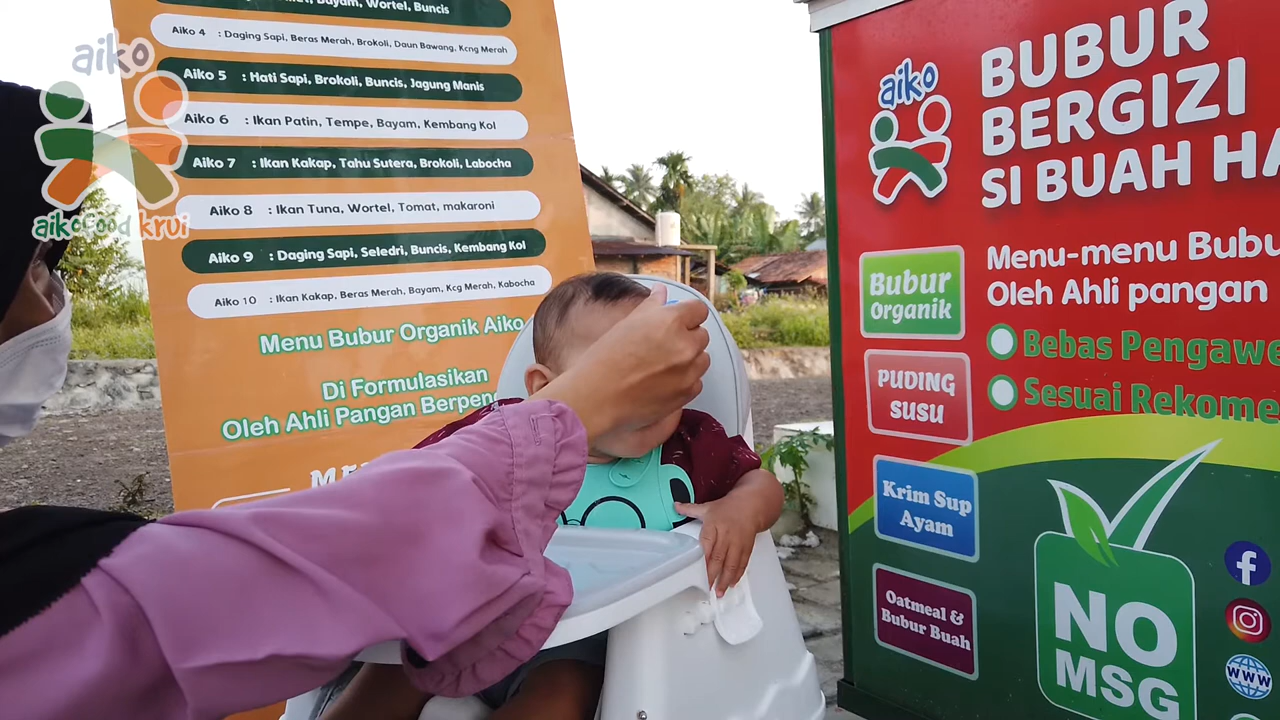 aiko
aikofood krui
Bayam, Wortel, Buncis
Aiko 4 : Daging Sapi, Beras Merah, Brokoli, Daun Bawang, Kcng Merah
Aiko 5 : Hati Sapi, Brokoli, Buncis, Jagung Manis
Aiko 6 : Ikan Patin, Tempe, Bayam, Kembang Kol
Aiko 7 : Ikan Kakap, Tahu Sutera, Brokoli, Labocha
Aiko 8 : Ikan Tuna, Wortel, Tomat, makaroni
Aiko 9 : Daging Sapi, Seledri, Buncis, Kembang Kol
Aiko 10 : Ikan Kakap, Beras Merah, Bayam, Kcg Merah, Kabocha
Menu Bubur Organik Aiko
Di Formulasikan
Oleh Ahli Pangan
aiko
BUBUR
BERGIZI
SI BUAH
Menu-menu
Oleh Ahli pangan
Bebas
Sesuai
Bubur
Organik
PUDING
SUSU
Krim Sup
Ayam
Oatmeal &
Bubur Buah
NO
MSG
f
WWW